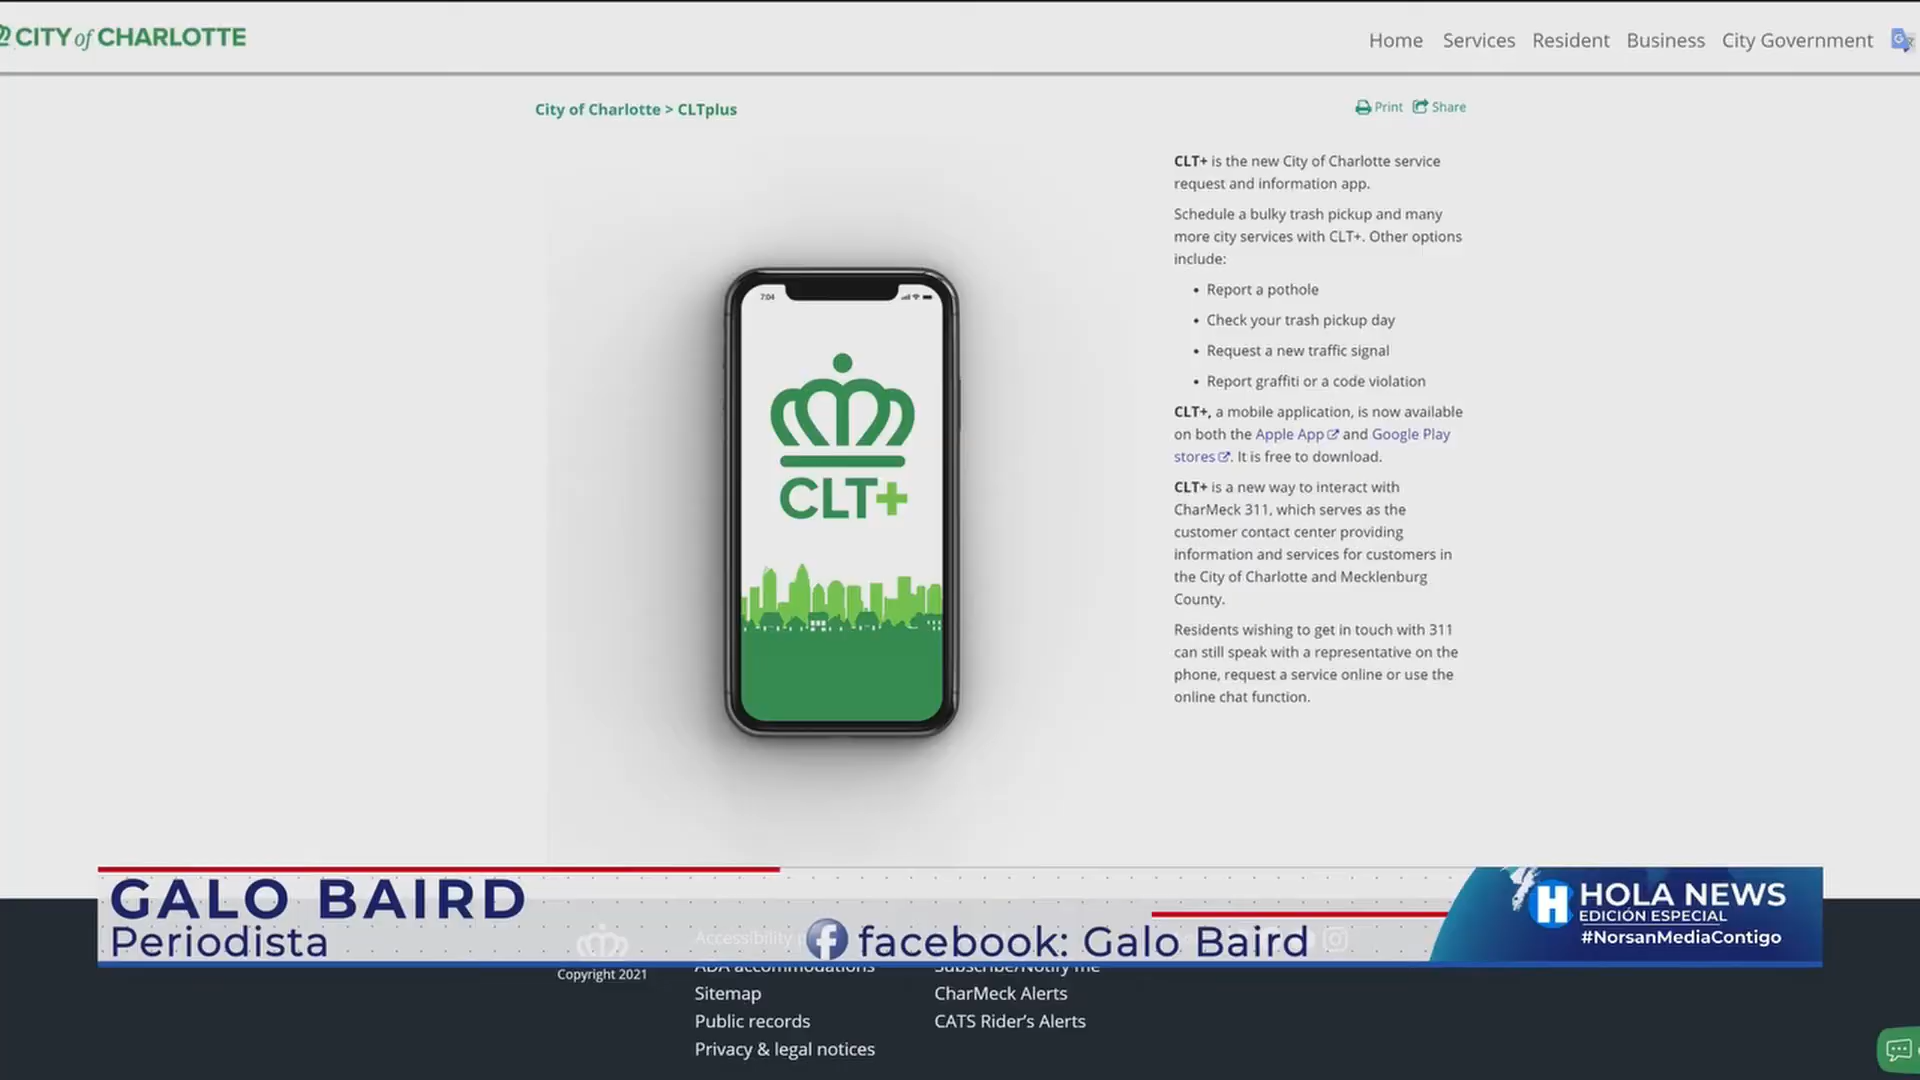 CITY of CHARLOTTE
Home Services Resident Business City Government
City of Charlotte > CLTplus
Print Share
CLT+ is the new City of Charlotte service
request and information app.
Schedule a bulky trash pickup and many
more city services with CLT+. Other options
include:
• Report a pothole
• Check your trash pickup day
• Request a new traffic signal
• Report graffiti or a code violation
CLT+, a mobile application, is now available
on both the Apple App and Google Play
stores. It is free to download.
CLT+ is a new way to interact with
CharMeck 311, which serves as the
customer contact center providing
information and services for customers in
the City of Charlotte and Mecklenburg
County.
Residents wishing to get in touch with 311
can still speak with a representative on the
phone, request a service online or use the
online chat function.
7:04
CLT+
GALO BAIRD
Periodista
facebook: Galo Baird
HOLA NEWS
EDICIÓN ESPECIAL
#NorsanMediaContigo
Copyright 2021
Accessibility
ADA accommodations
Sitemap
Public records
Privacy & legal notices
Subscribe/Notify me
CharMeck Alerts
CATS Rider's Alerts